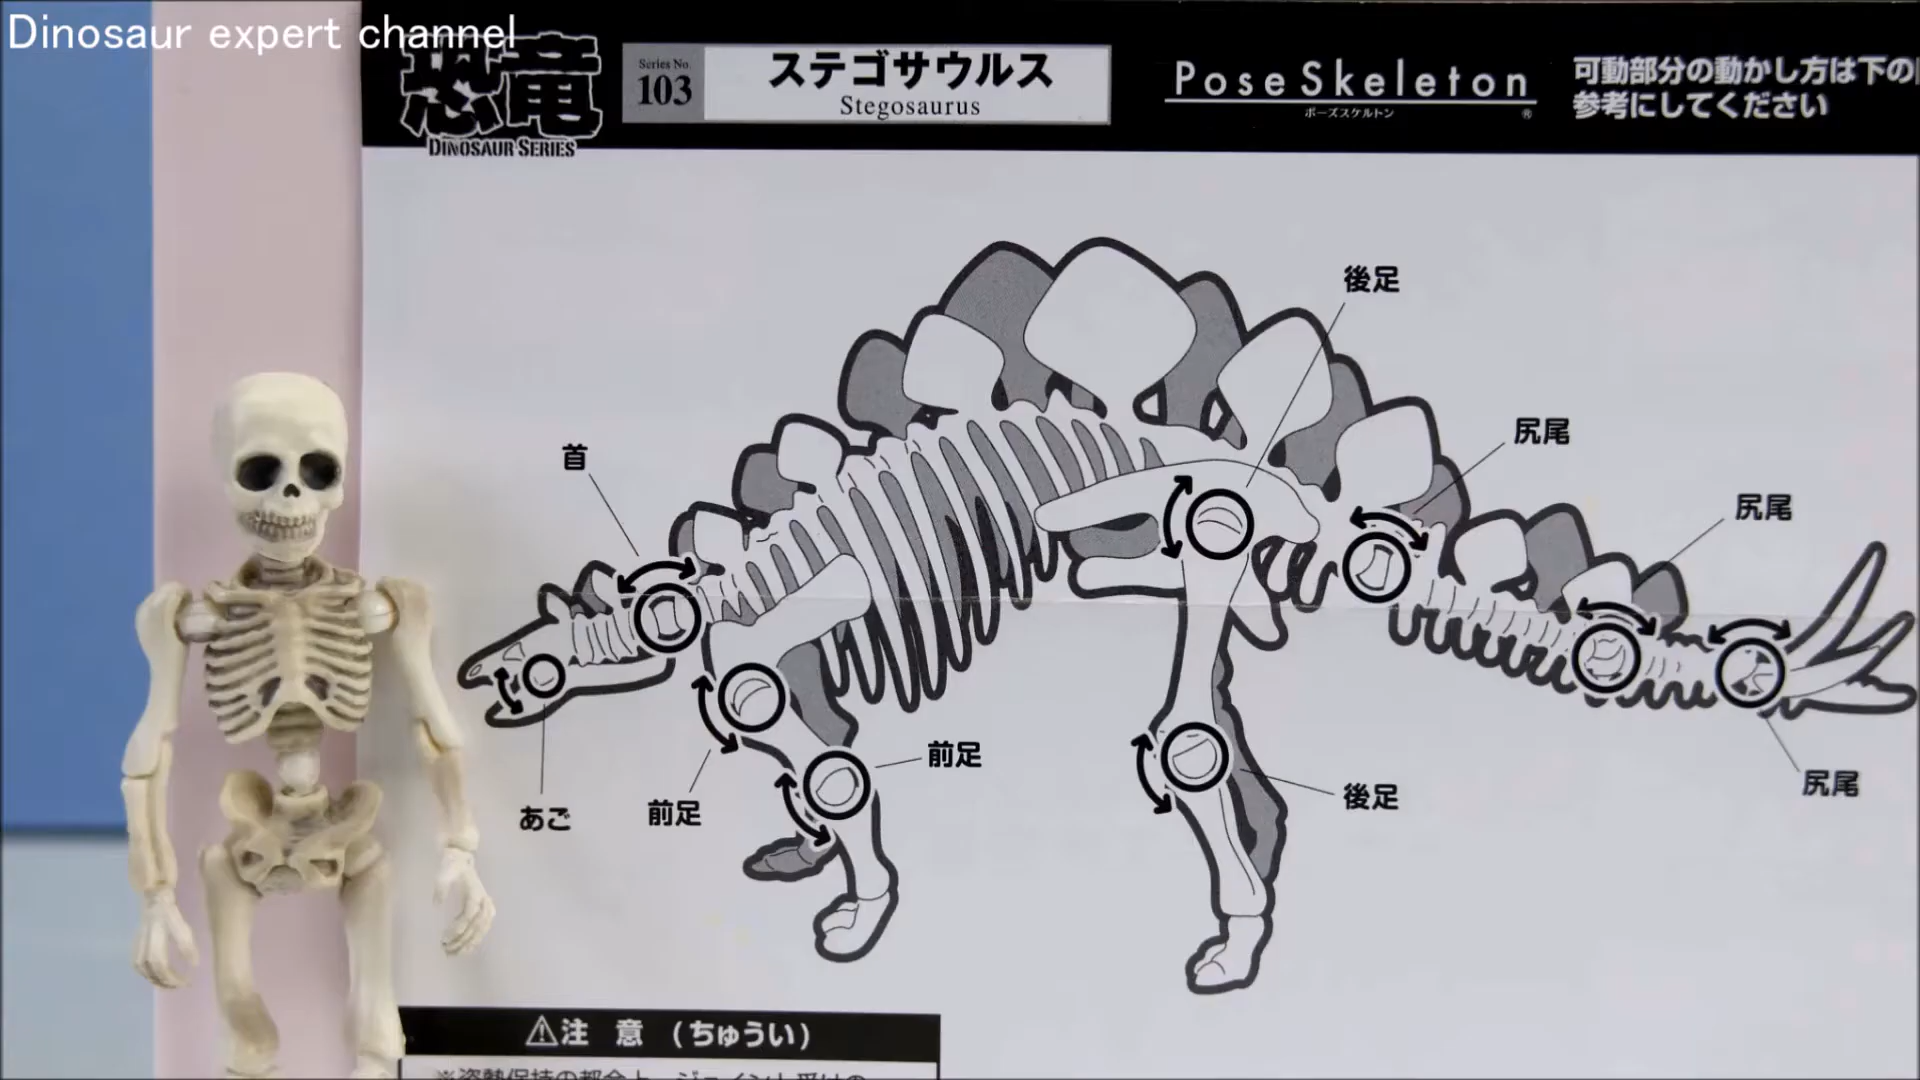 Dinosaur expert channel
恐竜
DINOSAUR SERIES
Series No.
103
ステゴサウルス
Stegosaurus
Pose Skeleton
ポーズスケルトン
®
可動部分の動かし方は下の
参考にしてください
後足
尻尾
首
尻尾
前足
あご
前足
後足
尻尾
⚠注 意 (ちゅうい)